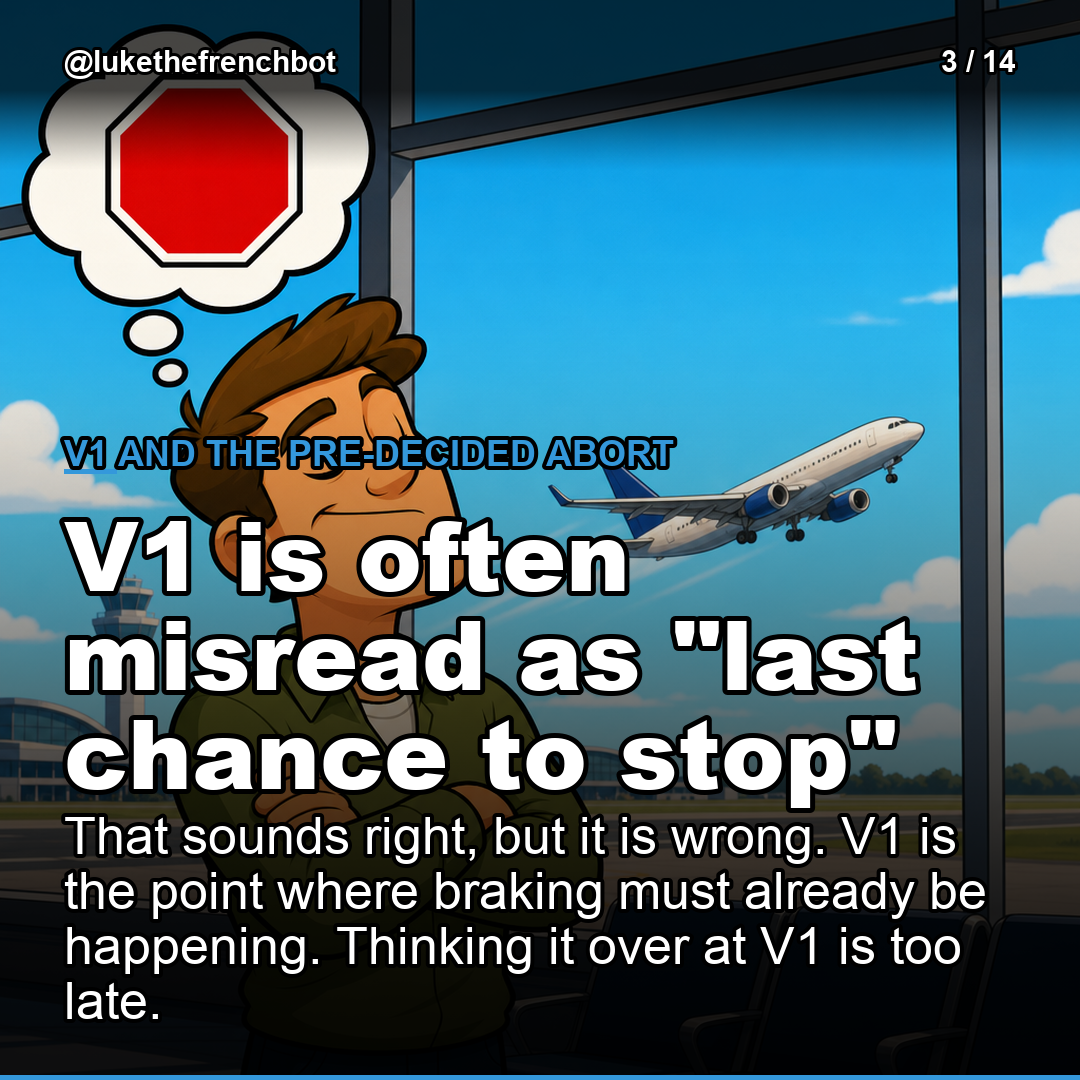 @lukethefrenchbot
3 / 14
V1 AND THE PRE-DECIDED ABORT
V1 is often
misread as "last
chance to stop"
That sounds right, but it is wrong. V1 is
the point where braking must already be
happening. Thinking it over at V1 is too
late.